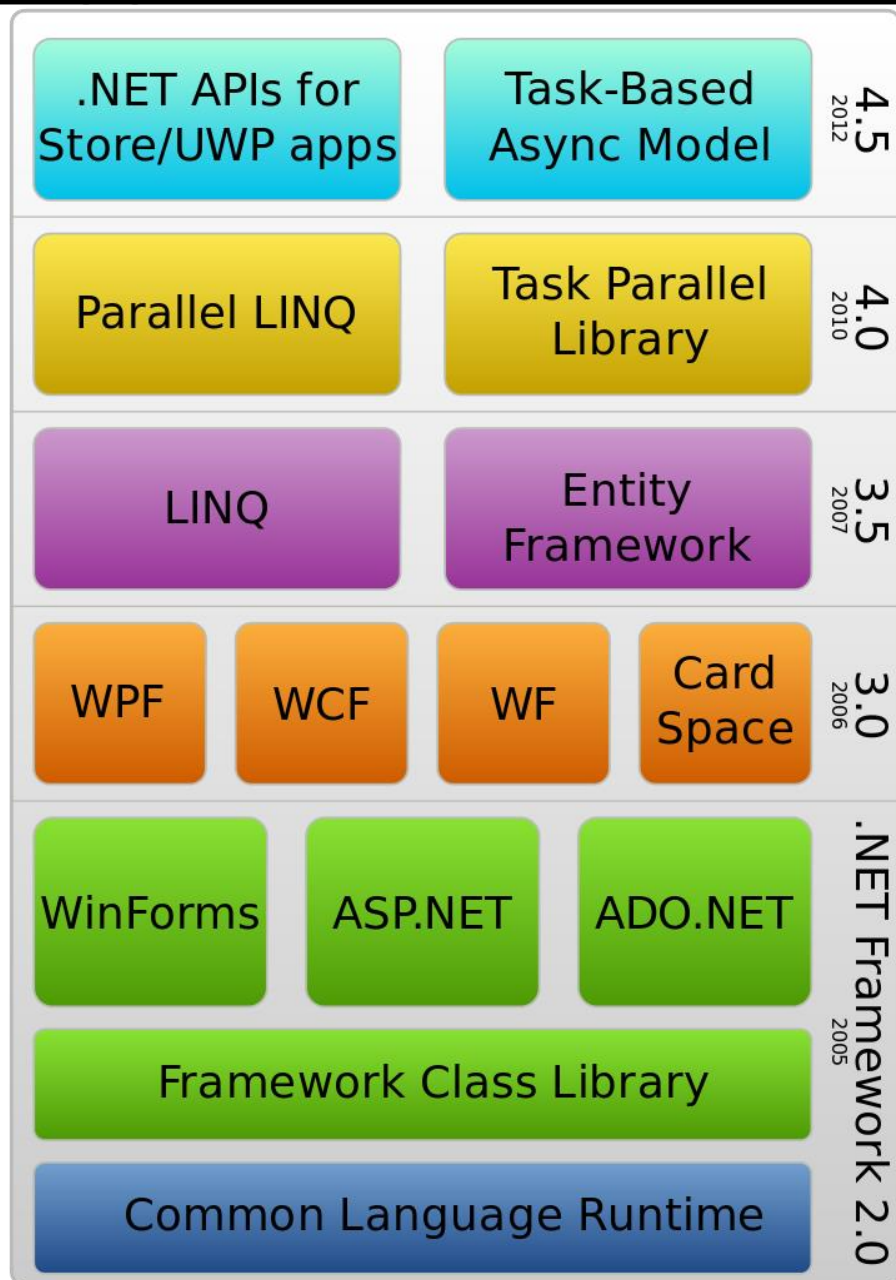 .NET APIs for
Store/UWP apps
Task-Based
Async Model
4.5
2012
Parallel LINQ
Task Parallel
Library
4.0
2010
LINQ
Entity
Framework
3.5
2007
WPF
WCF
WF
Card
Space
3.0
2006
WinForms
ASP.NET
ADO.NET
Framework Class Library
Common Language Runtime
.NET Framework 2.0
2005